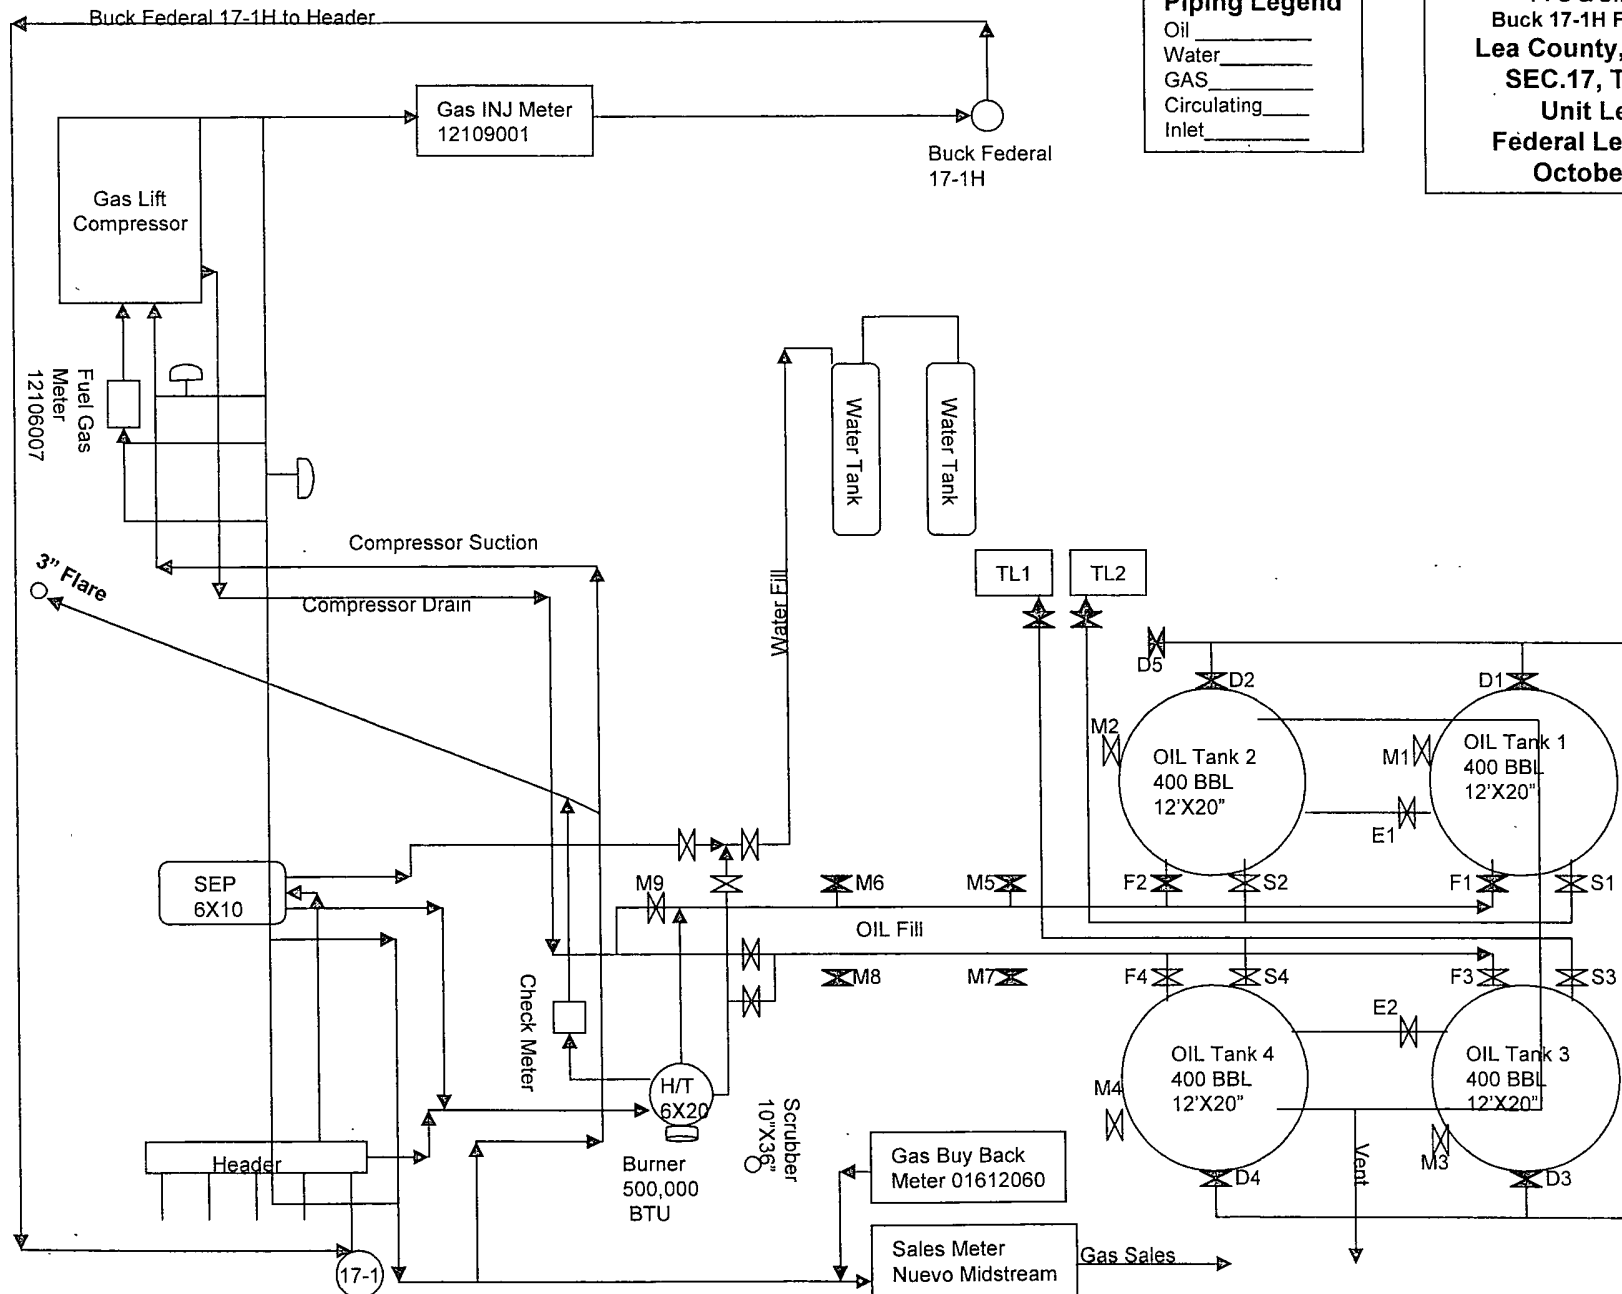 Buck Federal 17-1H to Header
Piping Legend
Oil
Water
GAS
Circulating
Inlet
Buck 17-1H
Lea County,
SEC.17,
Unit
Federal
Gas INJ Meter
12109001
Buck Federal
17-1H
Gas Lift
Compressor
Fuel Gas
Meter
12106007
Water Tank
Water Tank
Compressor Suction
3" Flare
Compressor Drain
Water Fill
TL1
TL2
D5
D2
D1
M2
OIL Tank 2
400 BBL
12'X20"
M1
OIL Tank 1
400 BBL
12'X20"
E1
SEP
6X10
M9
M6
M5
F2
S2
F1
S1
OIL Fill
M8
M7
F4
S4
F3
S3
Check Meter
E2
H/T
6X20
Scrubber
10"X36"
OIL Tank 4
400 BBL
12'X20"
M4
OIL Tank 3
400 BBL
12'X20"
M3
Header
Burner
500,000
BTU
Gas Buy Back
Meter 01612060
D4
Vent
D3
17-1
Sales Meter
Nuevo Midstream
Gas Sales